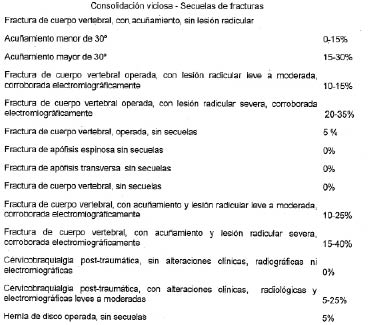 Consolidación viciosa - Secuelas de fracturas
Fractura de cuerpo vertebral, con acuñamiento, sin lesión radicular
Acuñamiento menor de 30º 0-15%
Acuñamiento mayor de 30º 15-30%
Fractura de cuerpo vertebral operada, con lesión radicular leve a moderada,
corroborada electromiográficamente 10-15%
Fractura de cuerpo vertebral operada, con lesión radicular severa, corroborada
electromiográficamente 20-35%
Fractura de cuerpo vertebral, operada, sin secuelas 5 %
Fractura de apófisis espinosa sin secuelas 0%
Fractura de apófisis transversa sin secuelas 0%
Fractura de cuerpo vertebral, sin secuelas 0%
Fractura de cuerpo vertebral, con acuñamiento y lesión radicular leve a moderada,
corroborada electromiográficamente 10-25%
Fractura de cuerpo vertebral, con acuñamiento y lesión radicular severa,
corroborada electromiográficamente 15-40%
Cervicobraquialgia post-traumática, sin alteraciones clínicas, radiográficas ni
electromiográficas 0%
Cervicobraquialgia post-traumática, con alteraciones clínicas, radiológicas y
electromiográficas leves a moderadas 5-25%
Hernia de disco operada, sin secuelas 5%